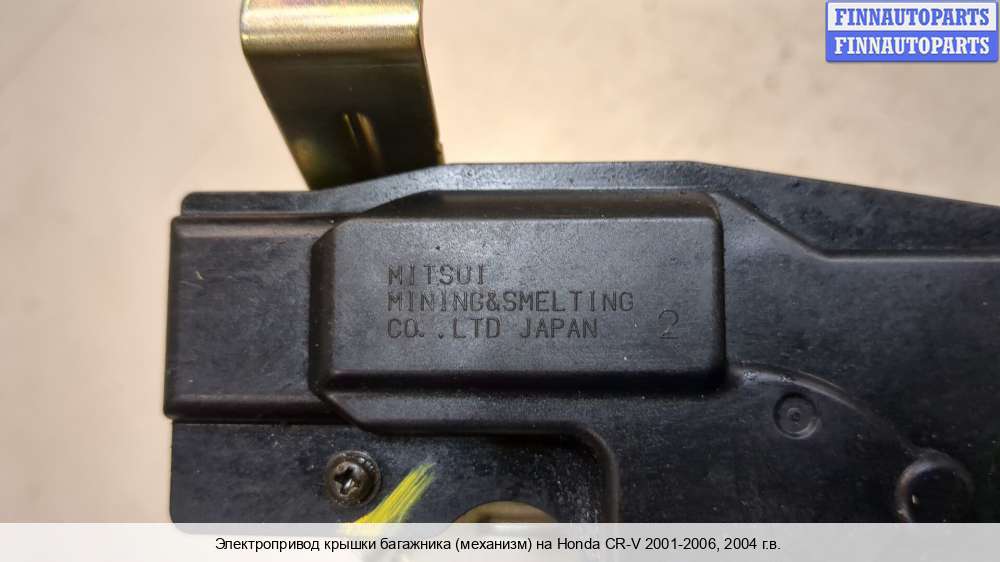 FINNAUTOPARTS
FINNAUTOPARTS
MITSUI
MINING&SMELTING
CO.,LTD JAPAN 2
Электропривод крышки багажника (механизм) на Honda CR-V 2001-2006, 2004 г.в.